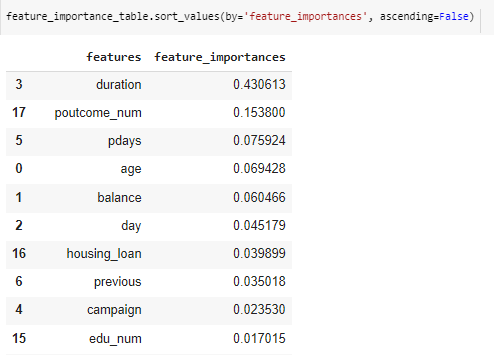 feature_importance_table.sort_values(by='feature_importances', ascending=False)
features feature_importances
3 duration 0.430613
17 poutcome_num 0.153800
5 pdays 0.075924
0 age 0.069428
1 balance 0.060466
2 day 0.045179
16 housing_loan 0.039899
6 previous 0.035018
4 campaign 0.023530
15 edu_num 0.017015